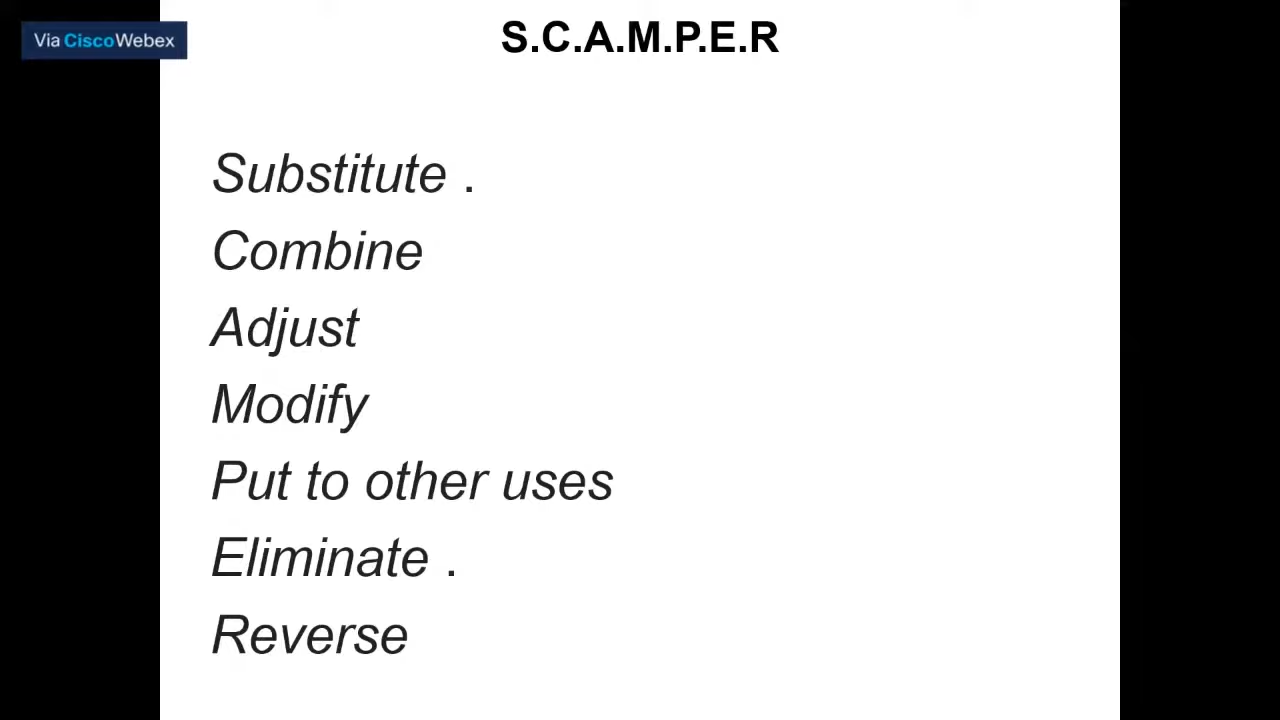 Via CiscoWebex
S.C.A.M.P.E.R
Substitute .
Combine
Adjust
Modify
Put to other uses
Eliminate .
Reverse